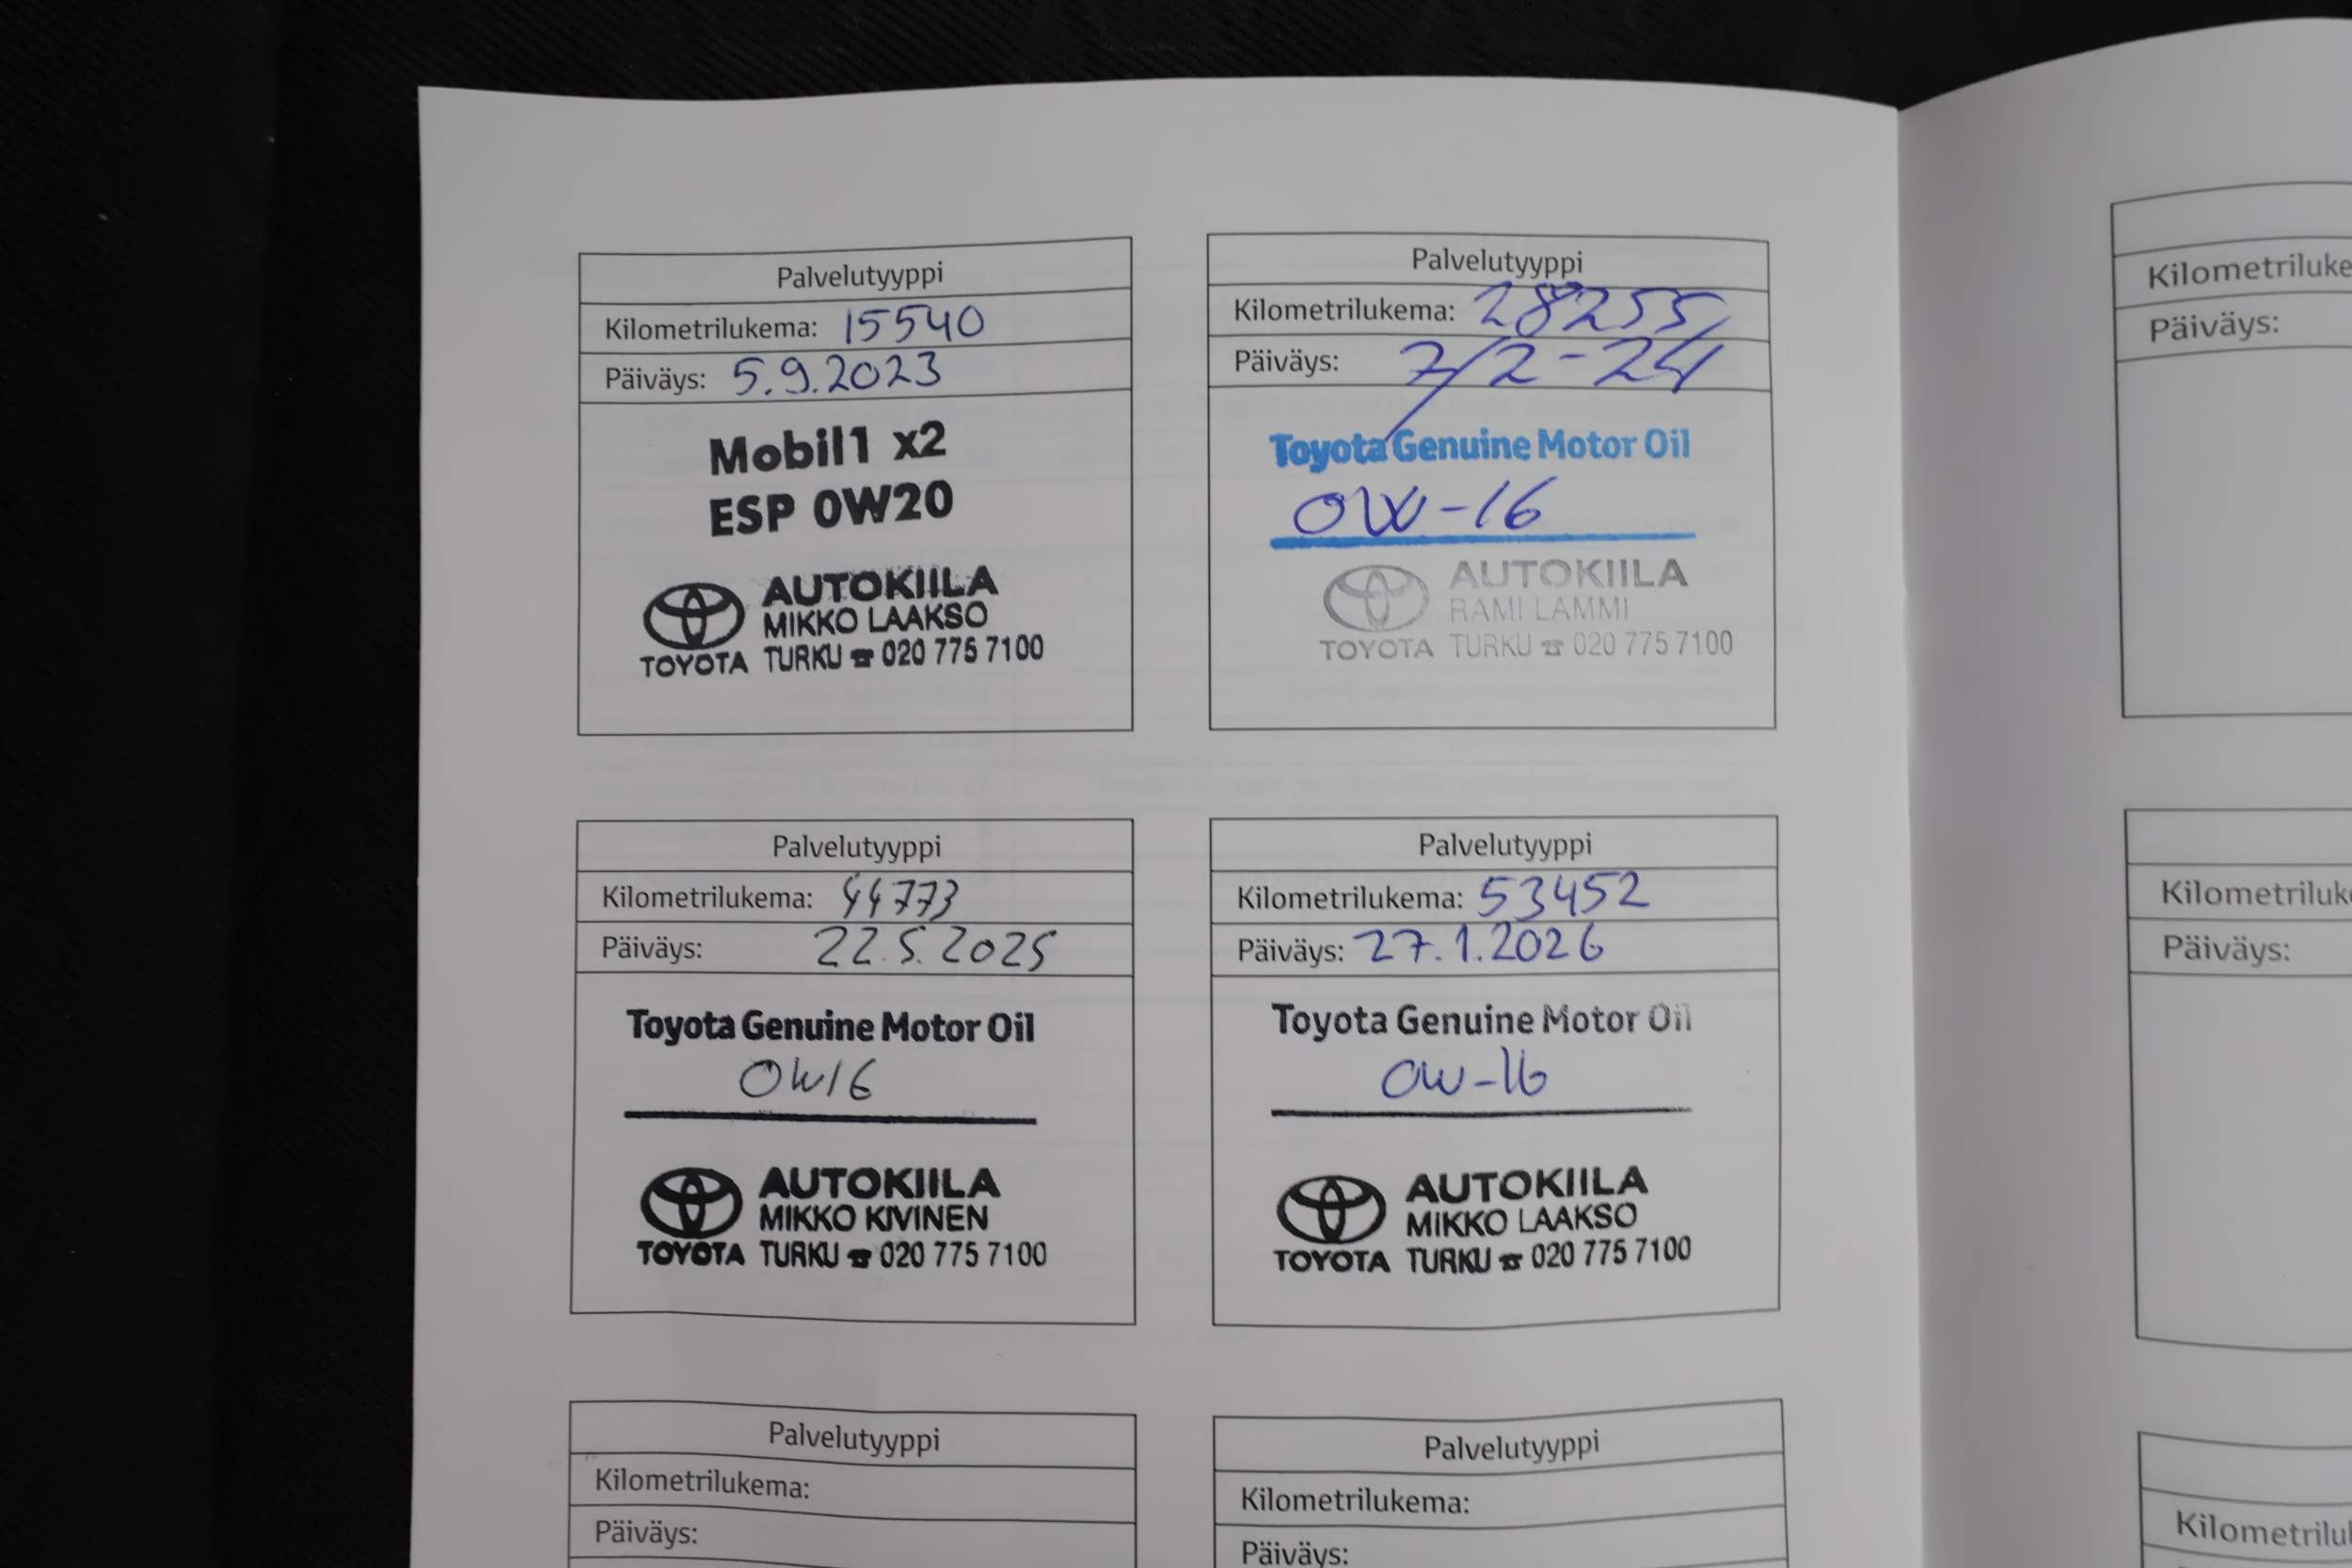 Palvelutyyppi
Kilometrilukema: 15540
Päiväys: 5.9.2023
Mobil1 x2
ESP 0W20
AUTOKIILA
MIKKO LAAKSO
TOYOTA TURKU ☎ 020 775 7100
Palvelutyyppi
Kilometrilukema: 28255
Päiväys: 7/2-24
Toyota Genuine Motor Oil
0W-16
AUTOKIILA
RAMI LAMMI
TOYOTA TURKU ☎ 020 775 7100
Palvelutyyppi
Kilometrilukema: 44773
Päiväys: 22.5.2025
Toyota Genuine Motor Oil
0W16
AUTOKIILA
MIKKO KIVINEN
TOYOTA TURKU ☎ 020 775 7100
Palvelutyyppi
Kilometrilukema: 53452
Päiväys: 27.1.2026
Toyota Genuine Motor Oil
0W-16
AUTOKIILA
MIKKO LAAKSO
TOYOTA TURKU ☎ 020 775 7100
Palvelutyyppi
Kilometrilukema:
Päiväys:
Palvelutyyppi
Kilometrilukema:
Päiväys:
Kilometriluke
Päiväys:
Kilometriluk
Päiväys:
Kilometriluk